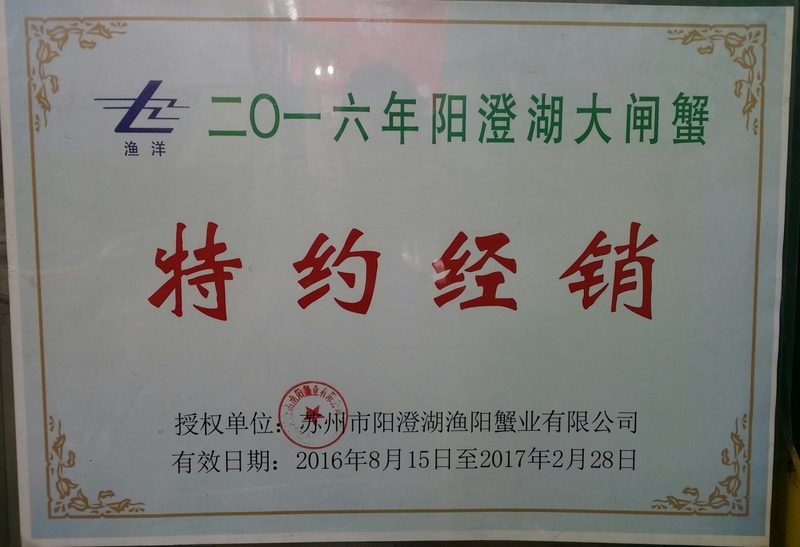 二〇一六年阳澄湖大闸蟹
渔洋
特约经销
授权单位：苏州市阳澄湖渔阳蟹业有限公司
有效日期：2016年8月15日至2017年2月28日